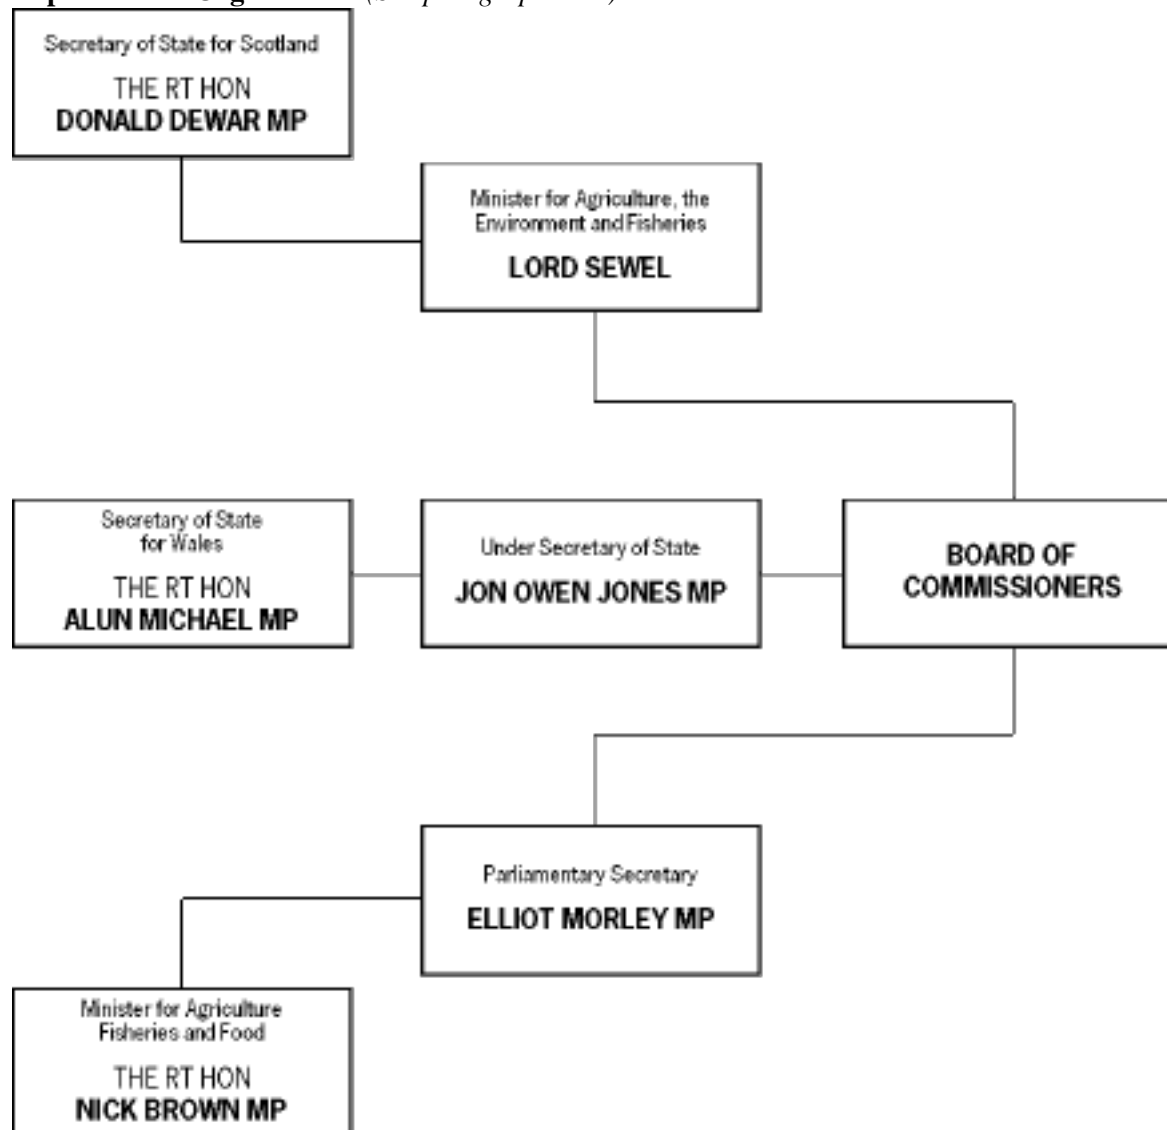 Secretary of State for Scotland
THE RT HON
DONALD DEWAR MP
Minister for Agriculture, the
Environment and Fisheries
LORD SEWEL
Secretary of State
for Wales
THE RT HON
ALUN MICHAEL MP
Under Secretary of State
JON OWEN JONES MP
BOARD OF
COMMISSIONERS
Parliamentary Secretary
ELLIOT MORLEY MP
Minister for Agriculture
Fisheries and Food
THE RT HON
NICK BROWN MP